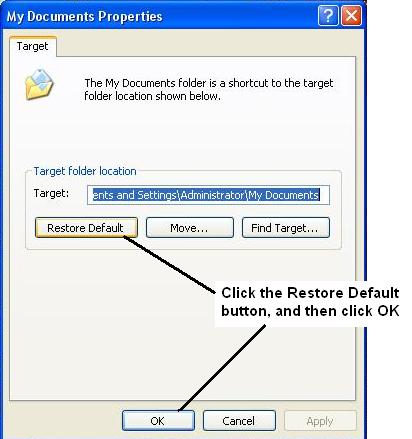 My Documents Properties
Target
The My Documents folder is a shortcut to the target
folder location shown below.
Target folder location
Target:
ents and Settings\Administrator\My Documents
Restore Default
Move...
Find Target...
Click the Restore Default
button, and then click OK
OK
Cancel
Apply